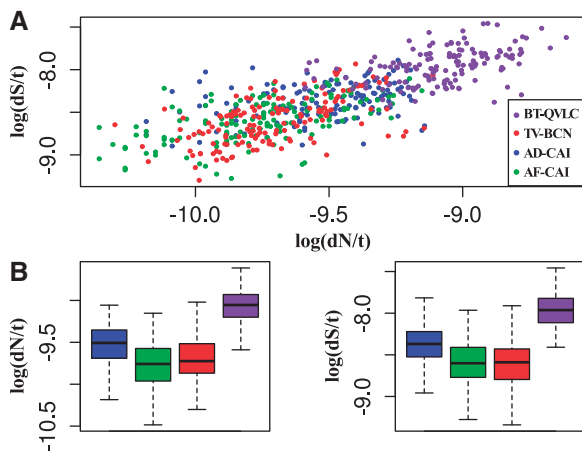 A
log(dS/t)
-8.0
-9.0
BT-QVLC
TV-BCN
AD-CAI
AF-CAI
-10.0
-9.5
-9.0
log(dN/t)
B
log(dN/t)
-9.5
-10.5
log(dS/t)
-8.0
-9.0